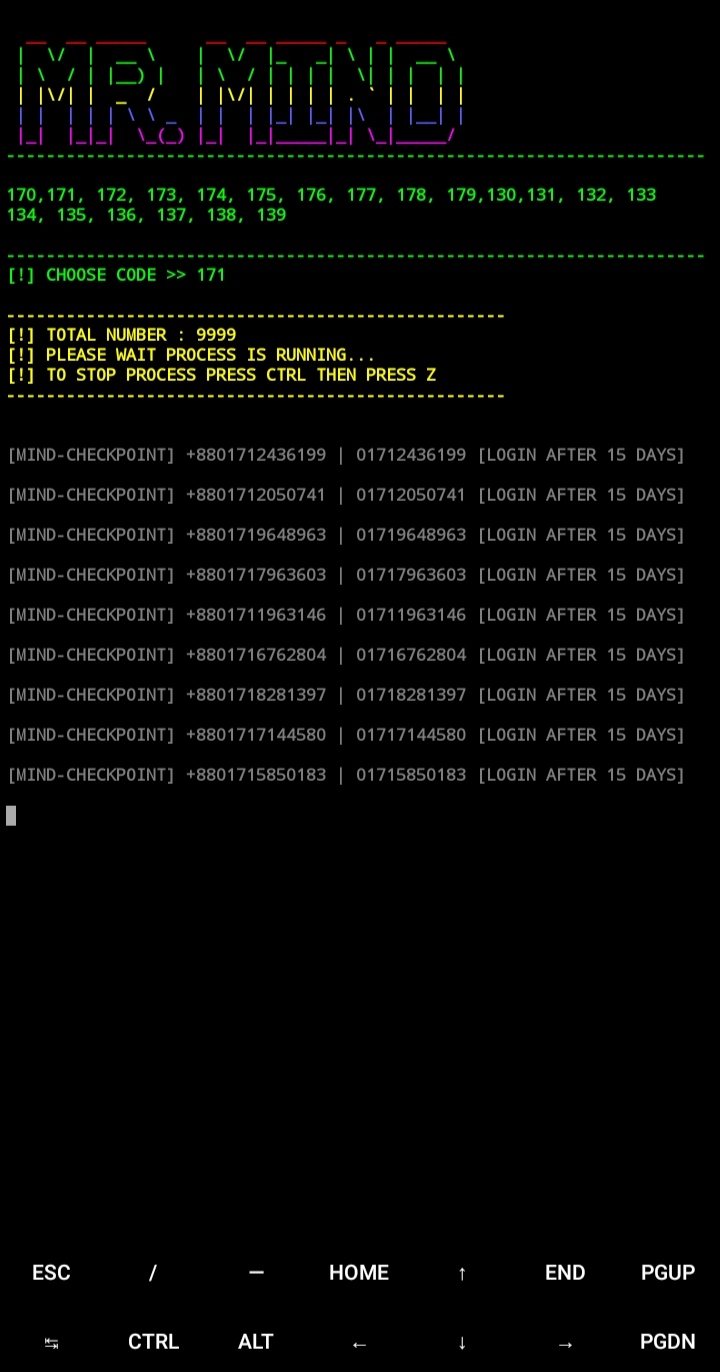 MR.MIND
170,171, 172, 173, 174, 175, 176, 177, 178, 179,130,131, 132, 133
134, 135, 136, 137, 138, 139
[!] CHOOSE CODE >> 171
[!] TOTAL NUMBER : 9999
[!] PLEASE WAIT PROCESS IS RUNNING...
[!] TO STOP PROCESS PRESS CTRL THEN PRESS Z
[MIND-CHECKPOINT] +8801712436199 | 01712436199 [LOGIN AFTER 15 DAYS]
[MIND-CHECKPOINT] +8801712050741 | 01712050741 [LOGIN AFTER 15 DAYS]
[MIND-CHECKPOINT] +8801719648963 | 01719648963 [LOGIN AFTER 15 DAYS]
[MIND-CHECKPOINT] +8801717963603 | 01717963603 [LOGIN AFTER 15 DAYS]
[MIND-CHECKPOINT] +8801711963146 | 01711963146 [LOGIN AFTER 15 DAYS]
[MIND-CHECKPOINT] +8801716762804 | 01716762804 [LOGIN AFTER 15 DAYS]
[MIND-CHECKPOINT] +8801718281397 | 01718281397 [LOGIN AFTER 15 DAYS]
[MIND-CHECKPOINT] +8801717144580 | 01717144580 [LOGIN AFTER 15 DAYS]
[MIND-CHECKPOINT] +8801715850183 | 01715850183 [LOGIN AFTER 15 DAYS]
ESC / — HOME ↑ END PGUP
↹ CTRL ALT ← ↓ → PGDN